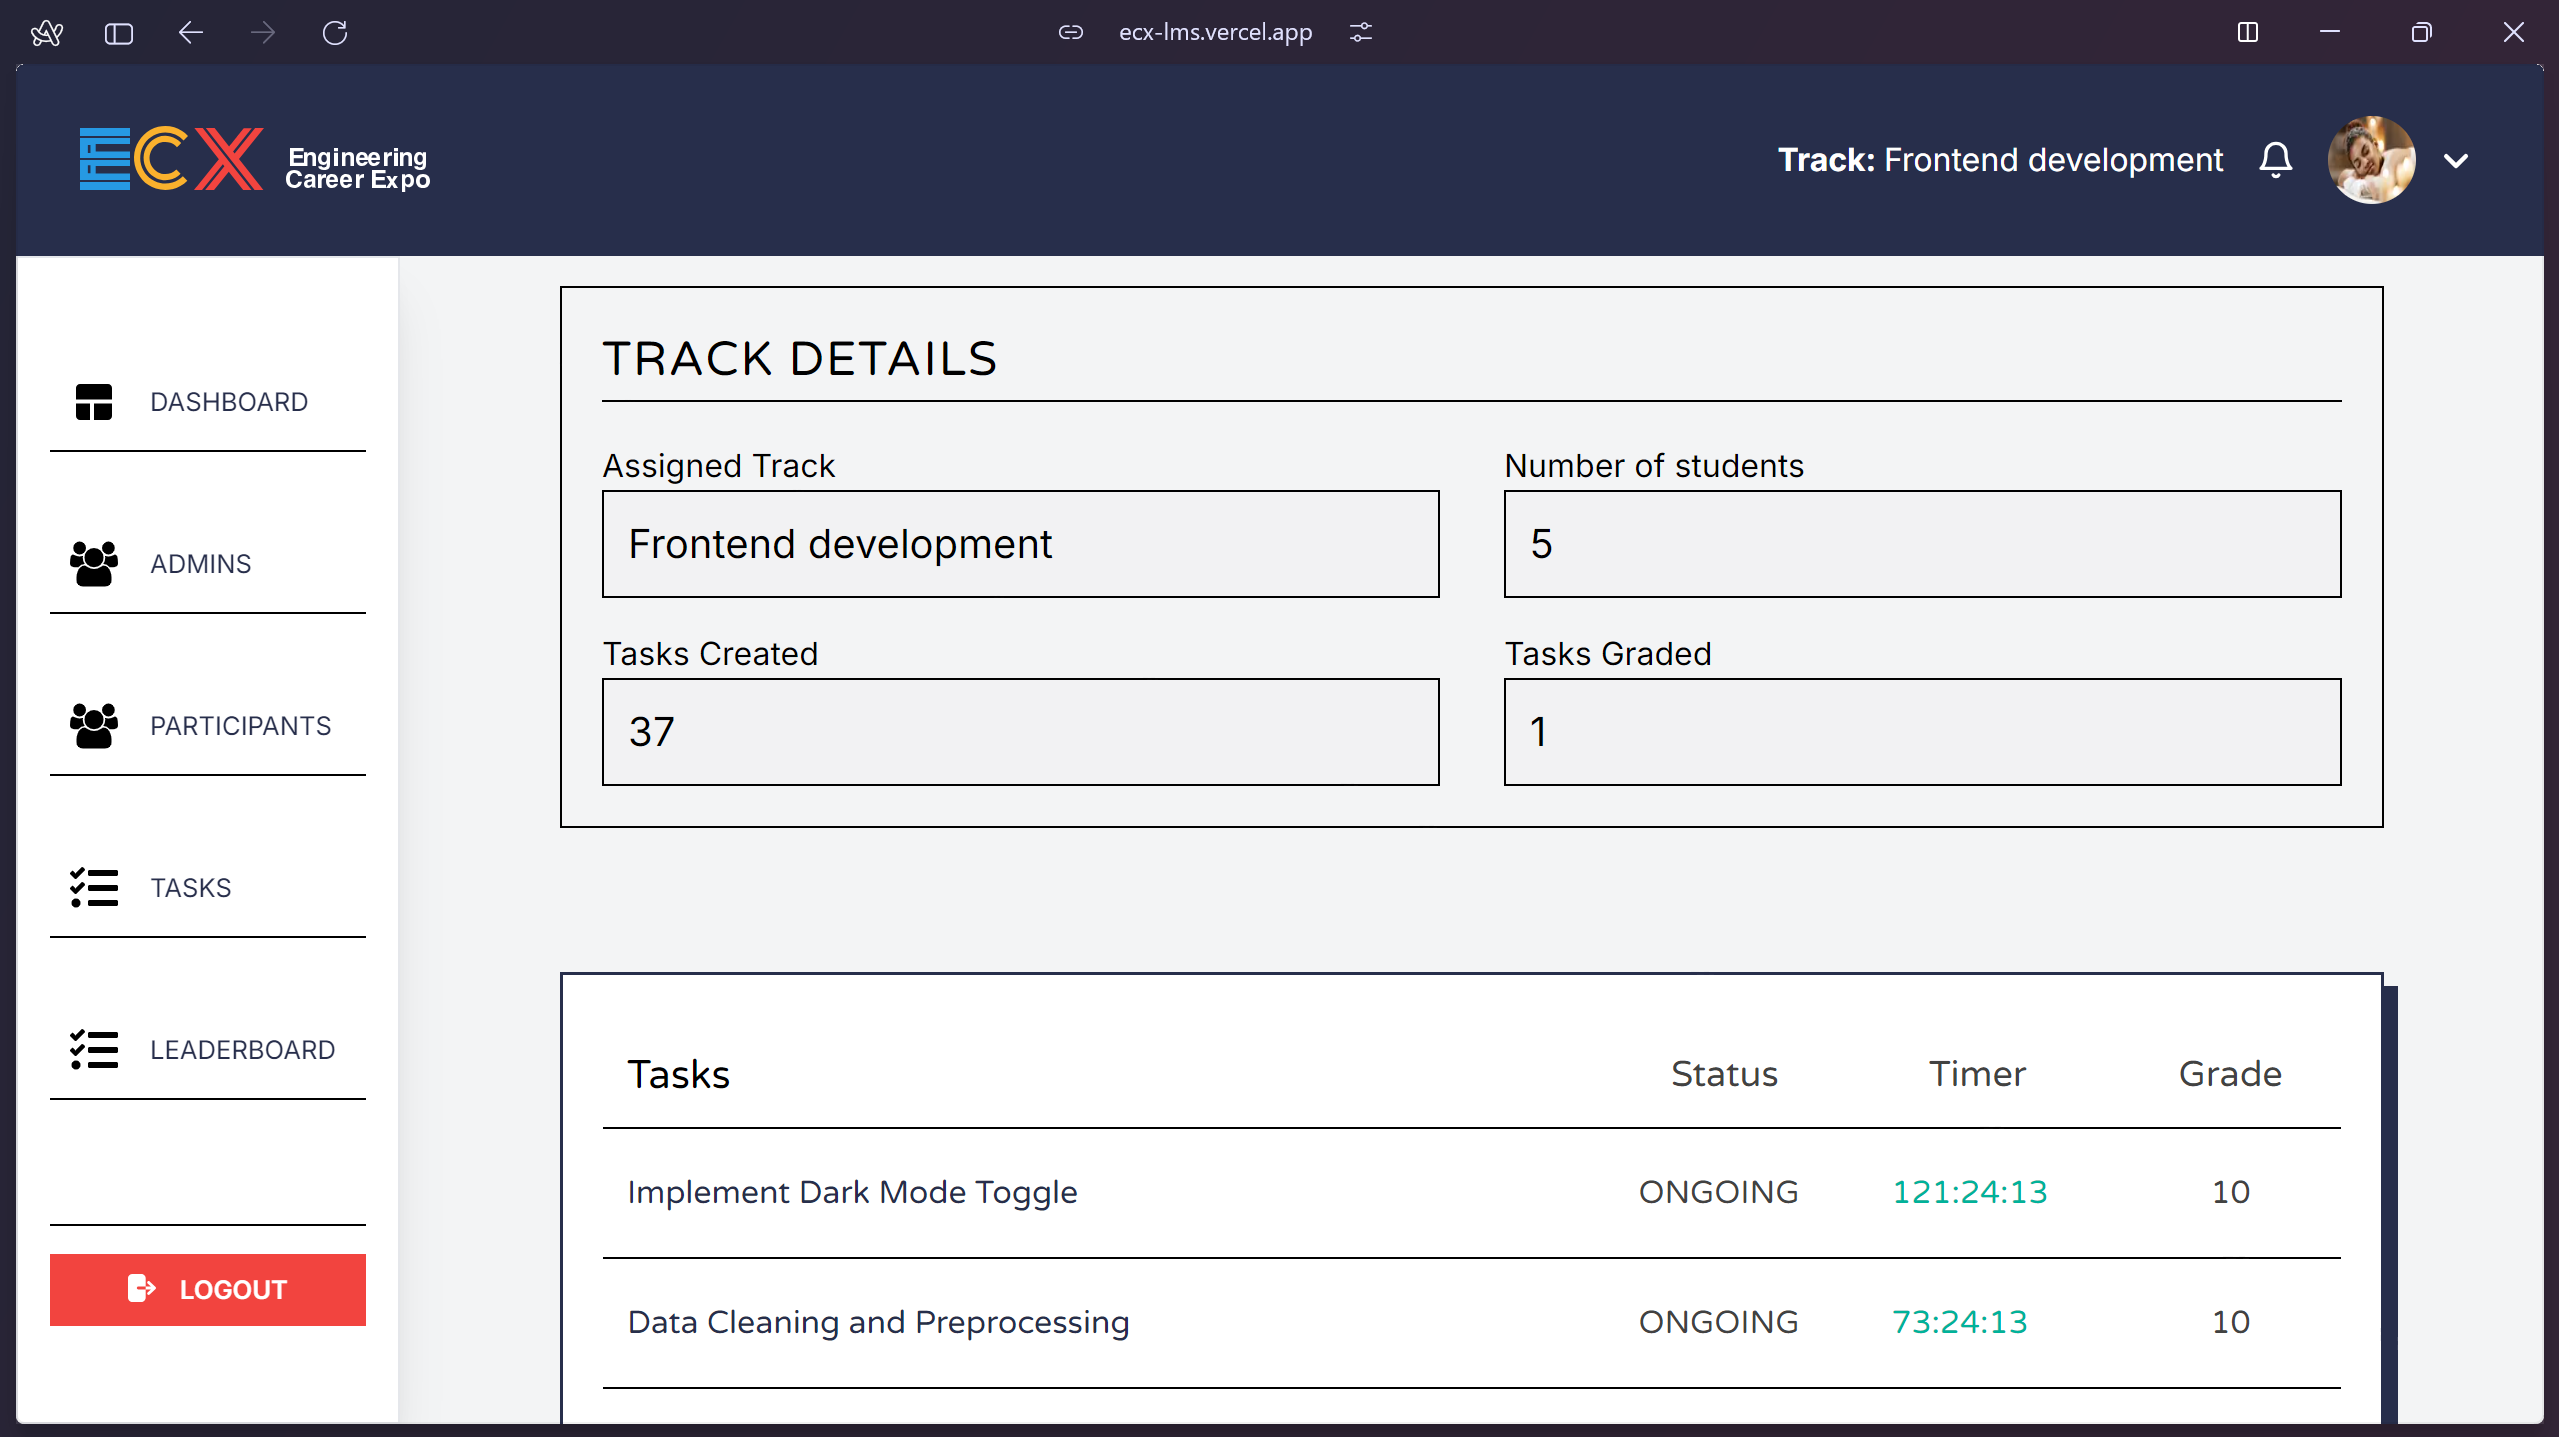 ecx-lms.vercel.app
ECX Engineering
Career Expo
Track: Frontend development
DASHBOARD
ADMINS
PARTICIPANTS
TASKS
LEADERBOARD
LOGOUT
TRACK DETAILS
Assigned Track
Frontend development
Number of students
5
Tasks Created
37
Tasks Graded
1
Tasks Status Timer Grade
Implement Dark Mode Toggle ONGOING 121:24:13 10
Data Cleaning and Preprocessing ONGOING 73:24:13 10